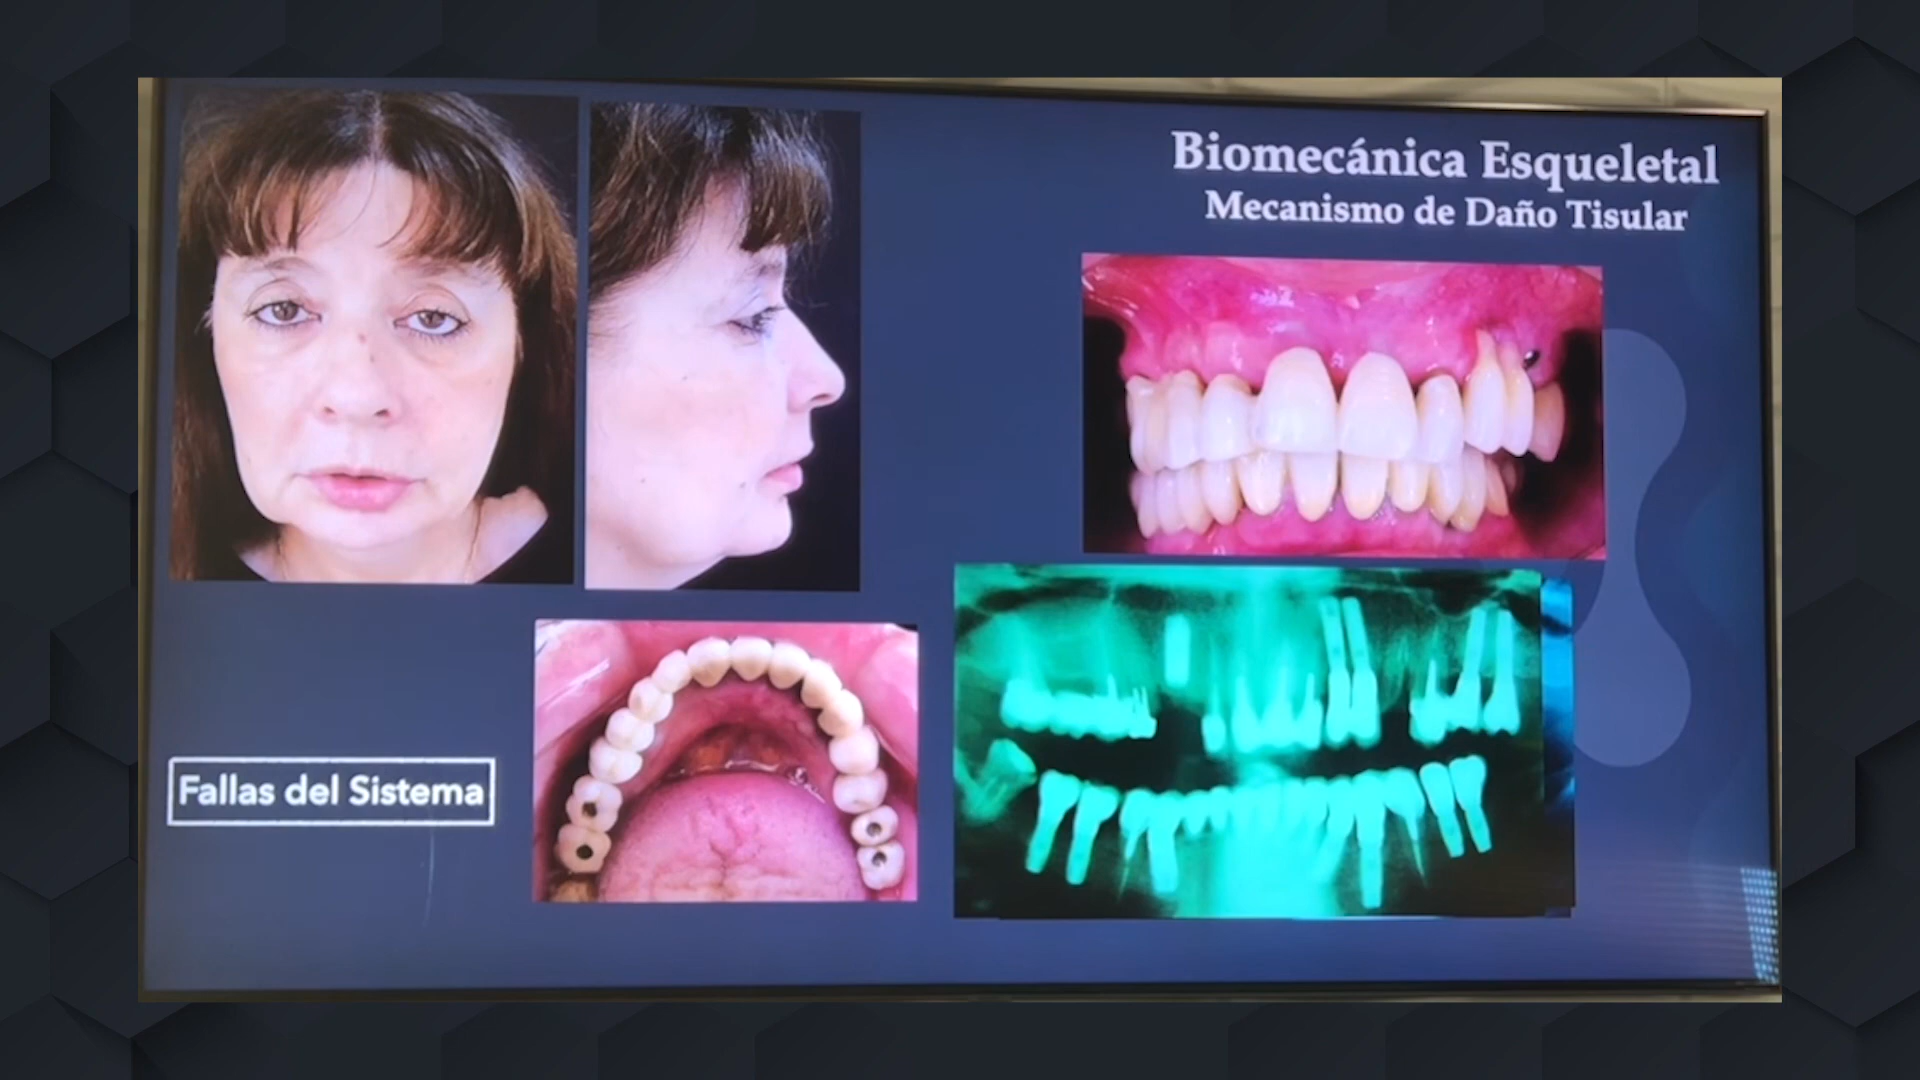 Biomecánica Esqueletal
Mecanismo de Daño Tisular
Fallas del Sistema